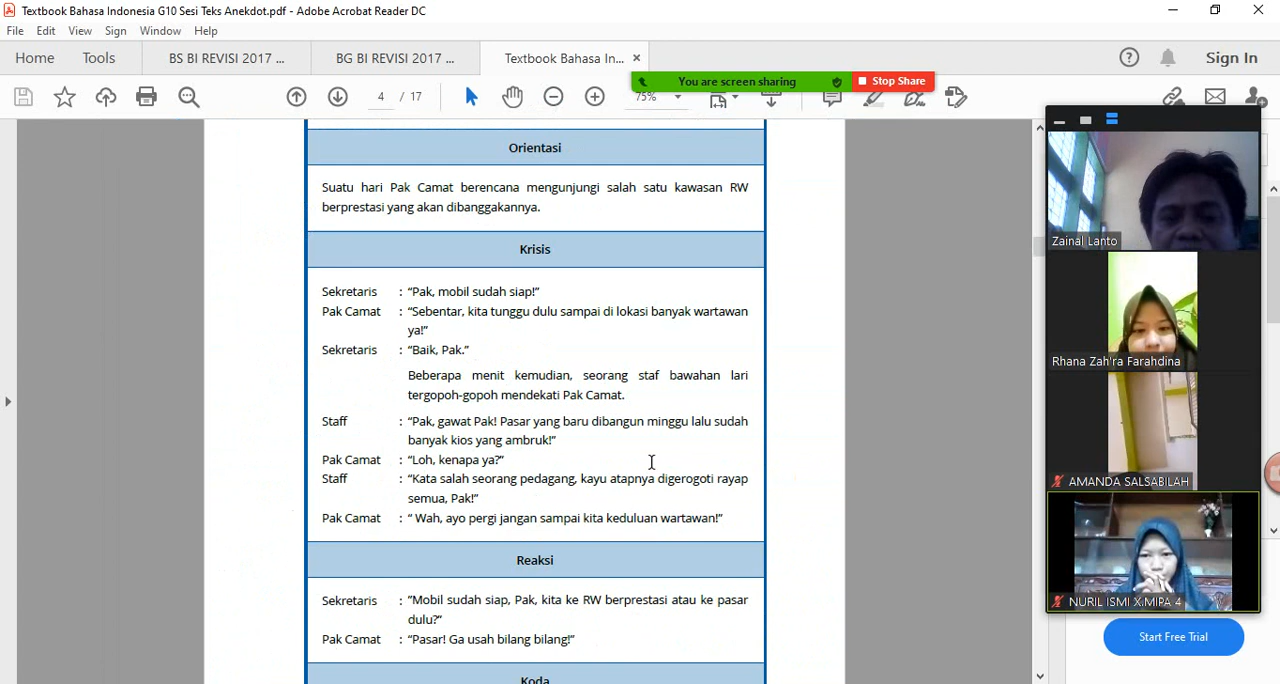 Textbook Bahasa Indonesia G10 Sesi Teks Anekdot.pdf - Adobe Acrobat Reader DC
File Edit View Sign Window Help
Home Tools BS BI REVISI 2017 ... BG BI REVISI 2017 ... Textbook Bahasa In... Sign In
You are screen sharing Stop Share
4 / 17 75%
Orientasi
Suatu hari Pak Camat berencana mengunjungi salah satu kawasan RW
berprestasi yang akan dibanggakannya.
Krisis
Sekretaris : “Pak, mobil sudah siap!”
Pak Camat : “Sebentar, kita tunggu dulu sampai di lokasi banyak wartawan
ya!”
Sekretaris : “Baik, Pak.”
Beberapa menit kemudian, seorang staf bawahan lari
tergopoh-gopoh mendekati Pak Camat.
Staff : “Pak, gawat Pak! Pasar yang baru dibangun minggu lalu sudah
banyak kios yang ambruk!”
Pak Camat : “Loh, kenapa ya?”
Staff : “Kata salah seorang pedagang, kayu atapnya digerogoti rayap
semua, Pak!”
Pak Camat : “ Wah, ayo pergi jangan sampai kita keduluan wartawan!”
Reaksi
Sekretaris : ”Mobil sudah siap, Pak, kita ke RW berprestasi atau ke pasar
dulu?”
Pak Camat : “Pasar! Ga usah bilang bilang!”
Koda
Zainal Lanto
Rhana Zah'ra Farahdina
AMANDA SALSABILAH
NURIL ISMI X.MIPA 4
Start Free Trial